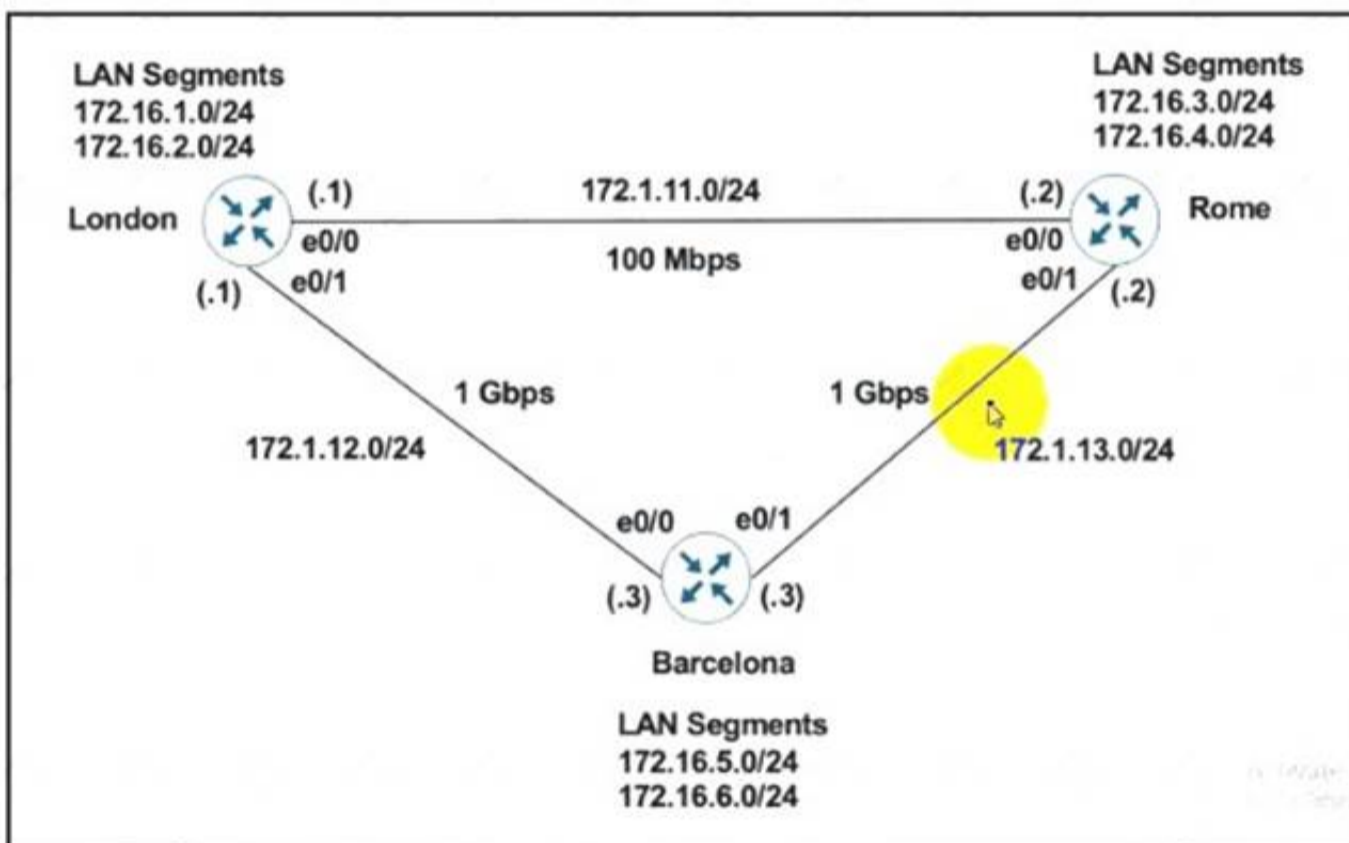 LAN Segments
172.16.1.0/24
172.16.2.0/24
LAN Segments
172.16.3.0/24
172.16.4.0/24
London
(.1)
172.1.11.0/24
(.2)
Rome
e0/0
100 Mbps
e0/0
(.1)
e0/1
e0/1
(.2)
1 Gbps
1 Gbps
172.1.12.0/24
172.1.13.0/24
e0/0
e0/1
(.3)
(.3)
Barcelona
LAN Segments
172.16.5.0/24
172.16.6.0/24